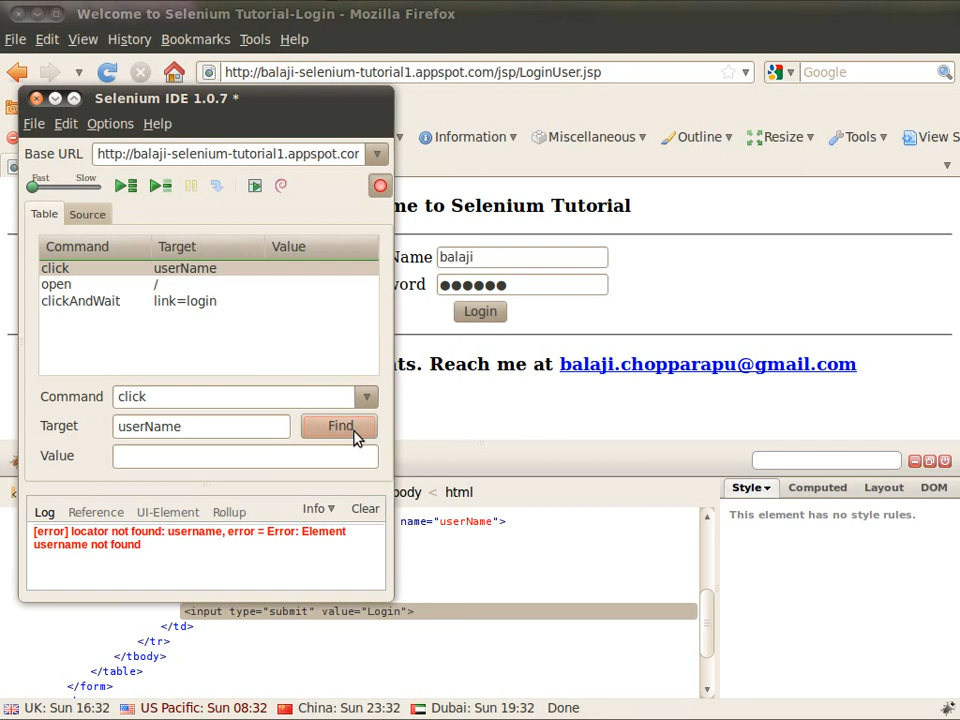 Welcome to Selenium Tutorial-Login - Mozilla Firefox
File Edit View History Bookmarks Tools Help
http://balaji-selenium-tutorial1.appspot.com/jsp/LoginUser.jsp
Google
Selenium IDE 1.0.7 *
File Edit Options Help
Information Miscellaneous Outline Resize Tools View S
Base URL http://balaji-selenium-tutorial1.appspot.cor
Fast Slow
Table Source
me to Selenium Tutorial
Command Target Value
Name balaji
click userName
open /
word ●●●●●●
clickAndWait link=login
Login
nts. Reach me at balaji.chopparapu@gmail.com
Command click
Target userName Find
Value
Style Computed Layout DOM
body < html
Log Reference UI-Element Rollup Info Clear
This element has no style rules.
name="userName">
[error] locator not found: username, error = Error: Element
username not found
<input type="submit" value="Login">
</td>
</tr>
</tbody>
</table>
</form>
UK: Sun 16:32 US Pacific: Sun 08:32 China: Sun 23:32 Dubai: Sun 19:32 Done